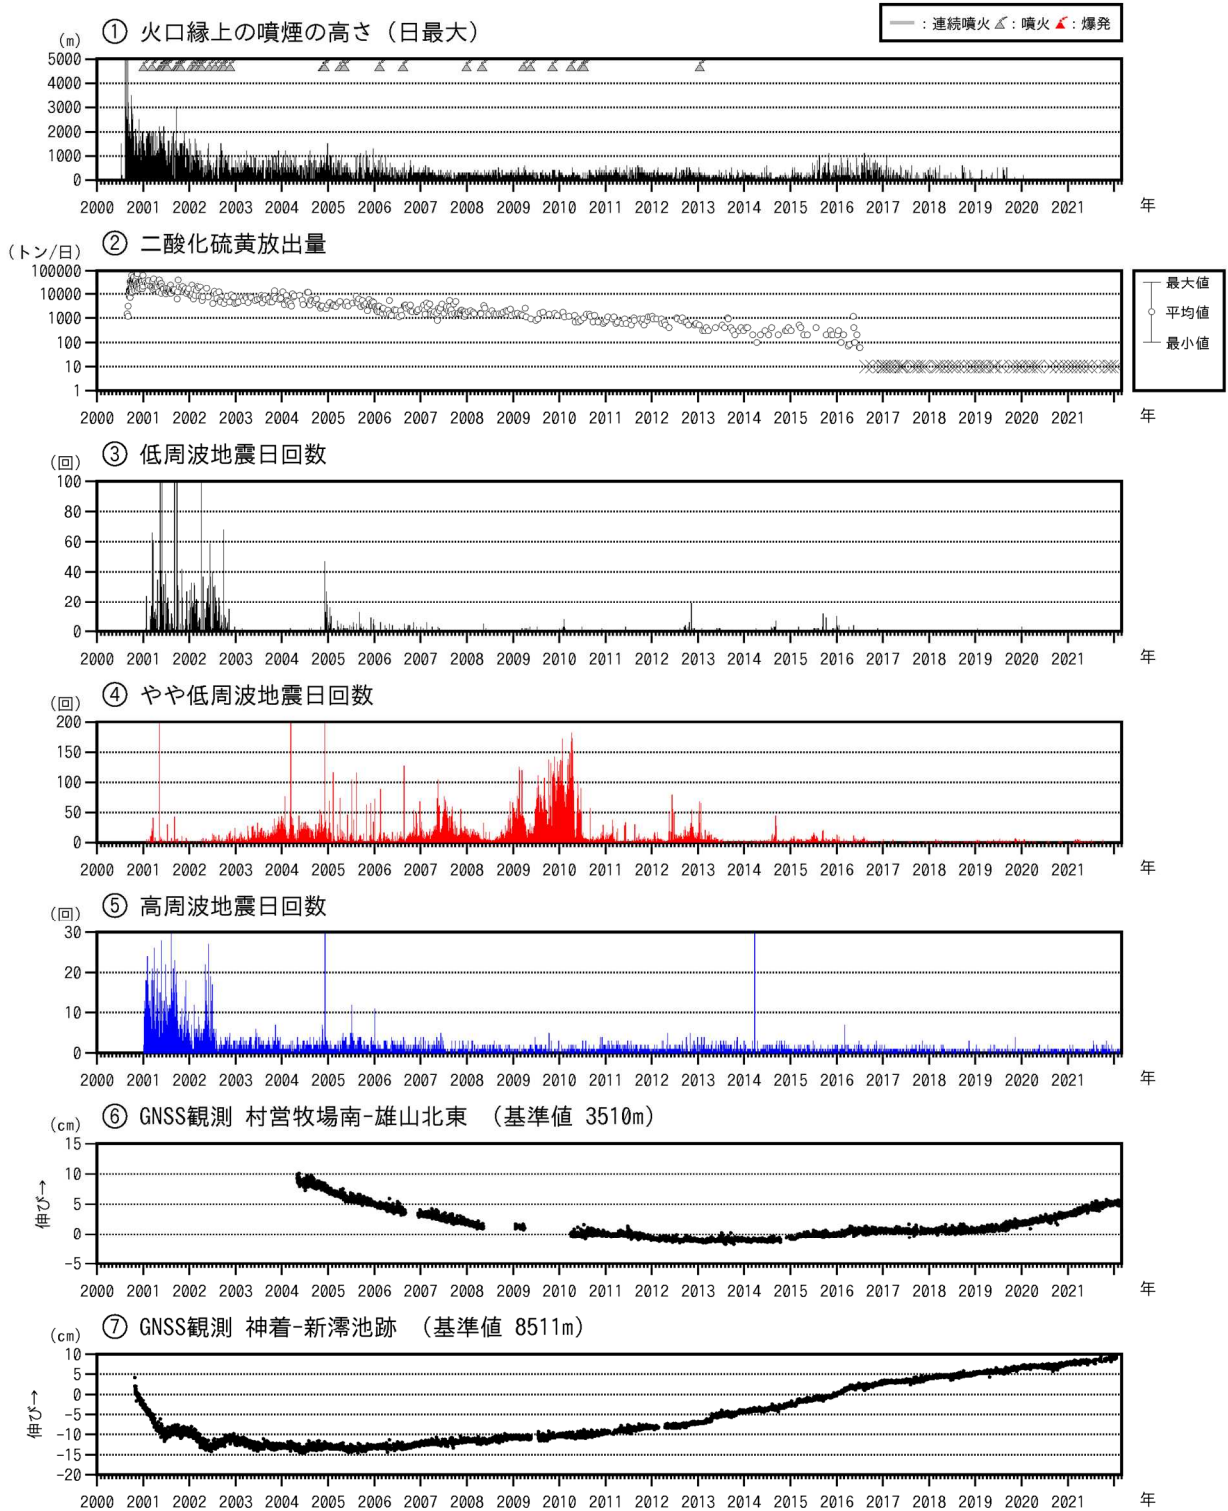 ① 火口縁上の噴煙の高さ（日最大）
：連続噴火 ：噴火 ：爆発
(m)
5000
4000
3000
2000
1000
0
2000 2001 2002 2003 2004 2005 2006 2007 2008 2009 2010 2011 2012 2013 2014 2015 2016 2017 2018 2019 2020 2021 年
② 二酸化硫黄放出量
(トン/日)
100000
10000
1000
100
10
1
最大値
平均値
最小値
2000 2001 2002 2003 2004 2005 2006 2007 2008 2009 2010 2011 2012 2013 2014 2015 2016 2017 2018 2019 2020 2021 年
③ 低周波地震日回数
(回)
100
80
60
40
20
0
2000 2001 2002 2003 2004 2005 2006 2007 2008 2009 2010 2011 2012 2013 2014 2015 2016 2017 2018 2019 2020 2021 年
④ やや低周波地震日回数
(回)
200
150
100
50
0
2000 2001 2002 2003 2004 2005 2006 2007 2008 2009 2010 2011 2012 2013 2014 2015 2016 2017 2018 2019 2020 2021 年
⑤ 高周波地震日回数
(回)
30
20
10
0
2000 2001 2002 2003 2004 2005 2006 2007 2008 2009 2010 2011 2012 2013 2014 2015 2016 2017 2018 2019 2020 2021 年
⑥ GNSS観測 村営牧場南-雄山北東 （基準値 3510m）
(cm)
15
10
5
0
-5
伸び→
2000 2001 2002 2003 2004 2005 2006 2007 2008 2009 2010 2011 2012 2013 2014 2015 2016 2017 2018 2019 2020 2021 年
⑦ GNSS観測 神着-新澪池跡 （基準値 8511m）
(cm)
10
5
0
-5
-10
-15
-20
伸び→
2000 2001 2002 2003 2004 2005 2006 2007 2008 2009 2010 2011 2012 2013 2014 2015 2016 2017 2018 2019 2020 2021 年